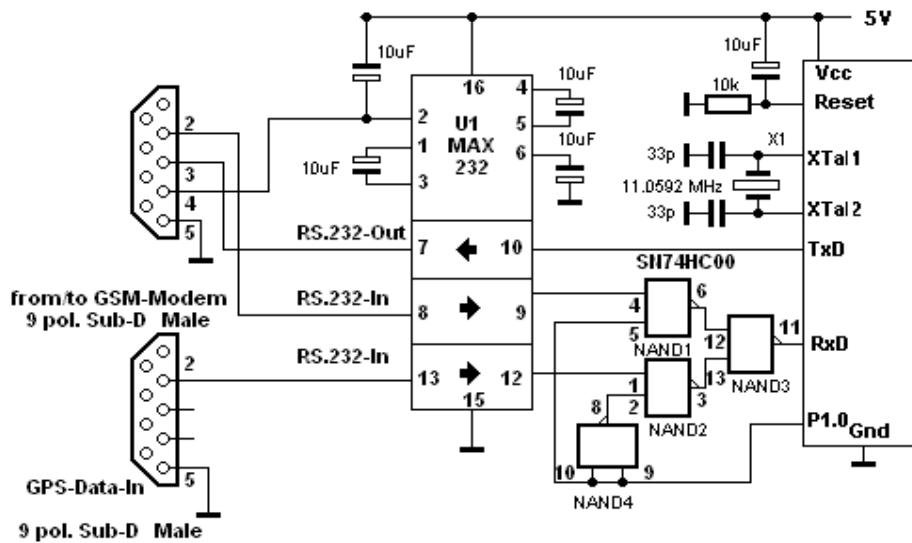 5V
10uF
10uF
10uF
10uF
10uF
16
4
5
6
2
1
3
U1
MAX
232
Vcc
Reset
10k
X1
XTal1
33p
11.0592 MHz
33p
XTal2
2
3
4
5
RS.232-Out
7
10
TxD
SN74HC00
from/to GSM-Modem
9 pol. Sub-D Male
RS.232-In
8
9
4
5
6
NAND1
12
13
11
NAND3
RxD
RS.232-In
13
12
15
1
2
3
NAND2
8
10
9
NAND4
P1.0
Gnd
2
5
GPS-Data-In
9 pol. Sub-D Male